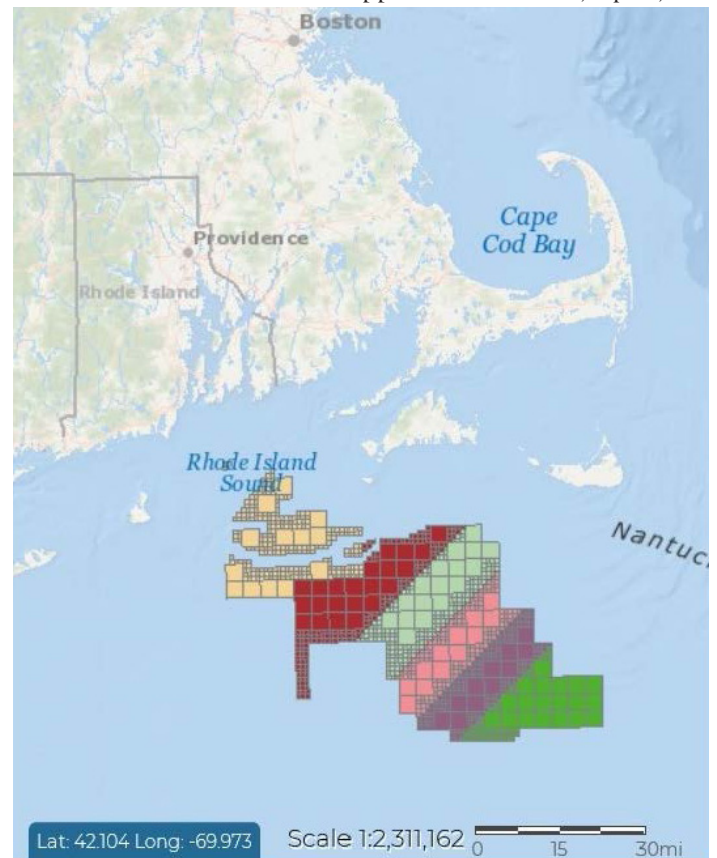 Boston
Cape
Cod Bay
Providence
Rhode Island
Rhode Island
Sound
Lat: 42.104 Long: -69.973
Scale 1:2,311,162
0 15 30mi